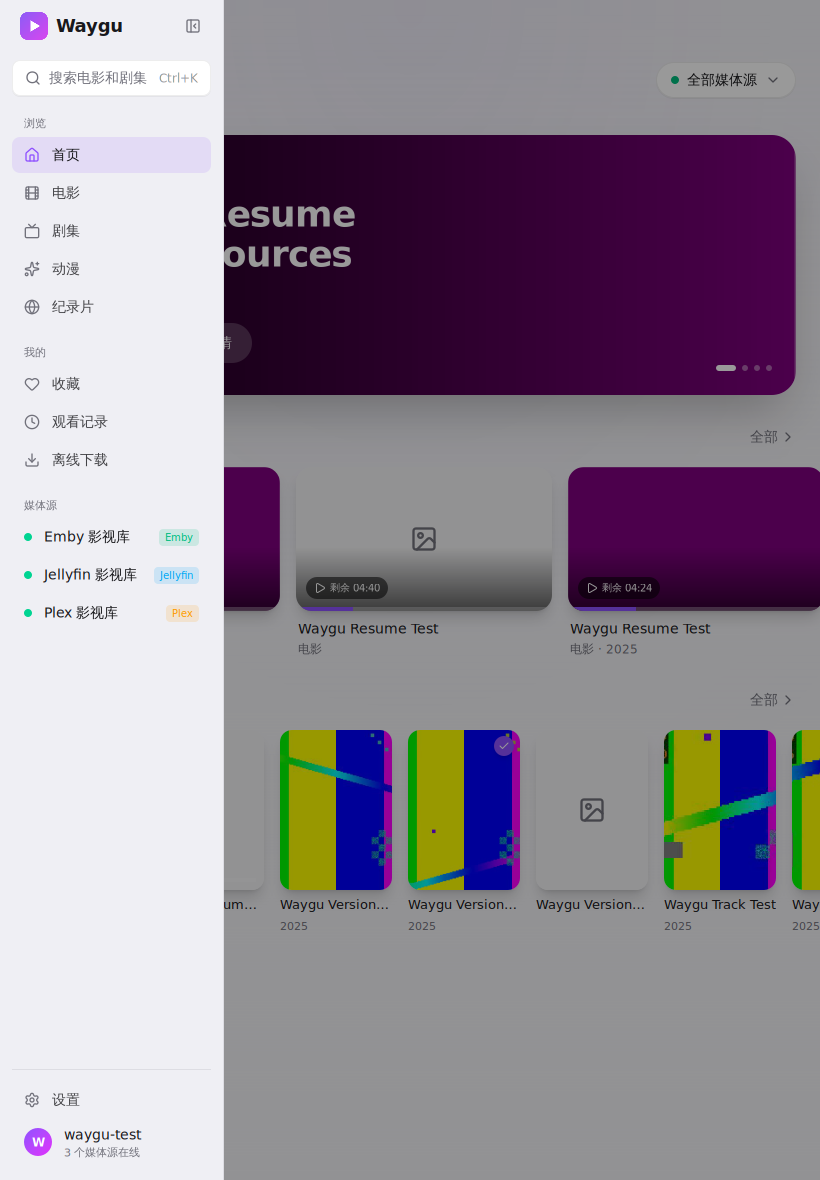 Waygu
搜索电影和剧集 Ctrl+K
浏览
首页
电影
剧集
动漫
纪录片
我的
收藏
观看记录
离线下载
媒体源
Emby 影视库 Emby
Jellyfin 影视库 Jellyfin
Plex 影视库 Plex
设置
W
waygu-test
3 个媒体源在线
全部媒体源
esume
ources
情
全部
剩余 04:40
剩余 04:24
Waygu Resume Test
电影
Waygu Resume Test
电影 · 2025
全部
um...
Waygu Version...
2025
Waygu Version...
2025
Waygu Version...
Waygu Track Test
2025
Way
2025